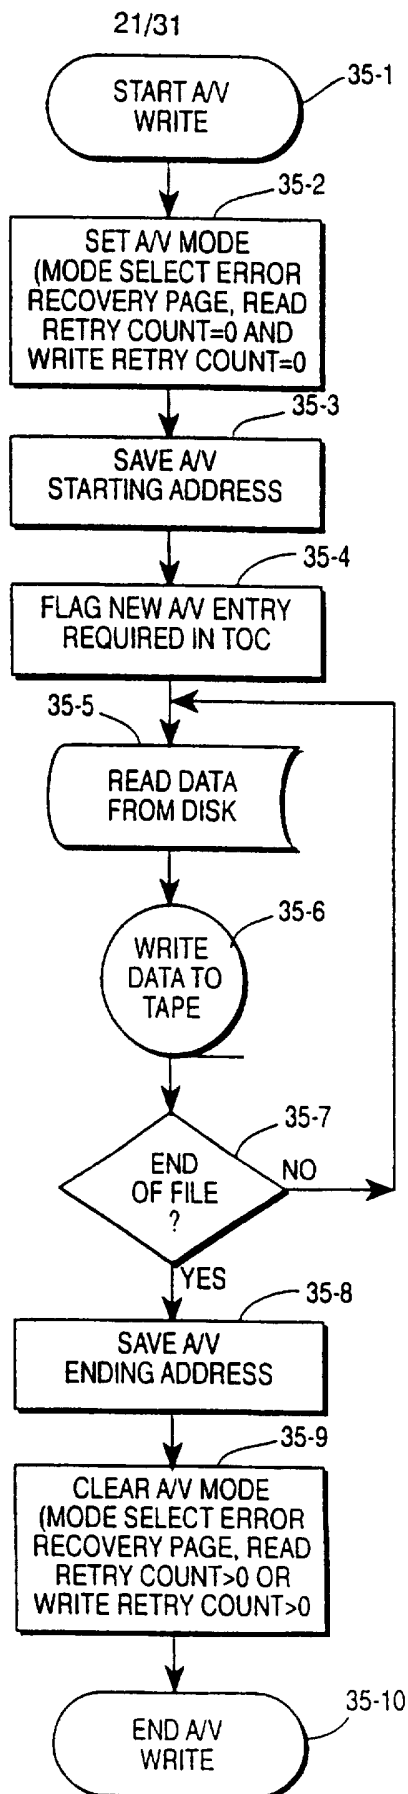 21/31
START A/V
WRITE
35-1
35-2
SET A/V MODE
(MODE SELECT ERROR
RECOVERY PAGE, READ
RETRY COUNT=0 AND
WRITE RETRY COUNT=0
35-3
SAVE A/V
STARTING ADDRESS
35-4
FLAG NEW A/V ENTRY
REQUIRED IN TOC
35-5
READ DATA
FROM DISK
35-6
WRITE
DATA TO
TAPE
35-7
END
OF FILE
?
NO
YES
35-8
SAVE A/V
ENDING ADDRESS
35-9
CLEAR A/V MODE
(MODE SELECT ERROR
RECOVERY PAGE, READ
RETRY COUNT>0 OR
WRITE RETRY COUNT>0
35-10
END A/V
WRITE